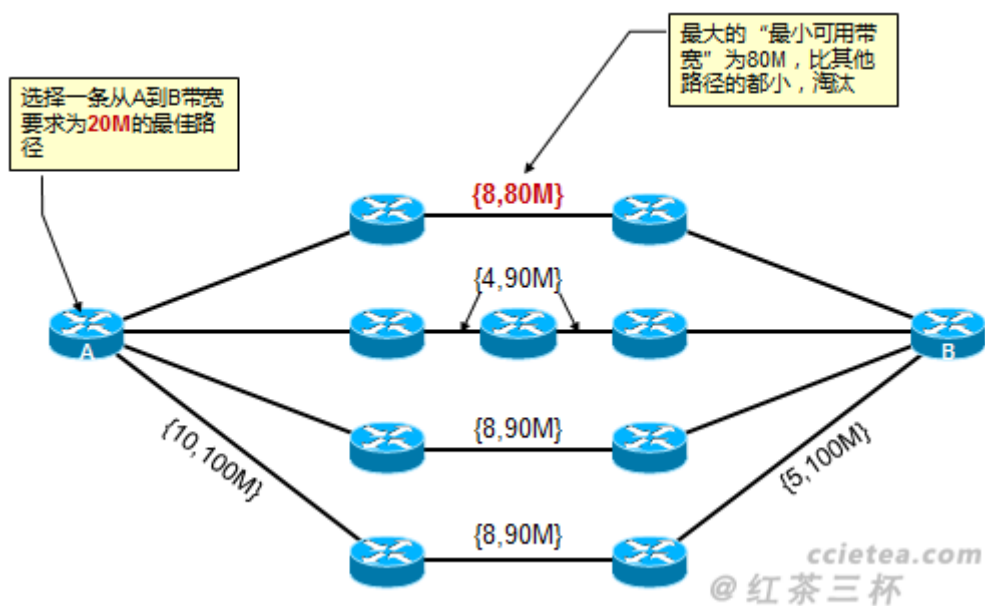 最大的“最小可用带
宽”为80M，比其他
路径的都小，淘汰
选择一条从A到B带宽
要求为20M的最佳路
径
{8,80M}
{4,90M}
A
B
{10,100M}
{8,90M}
{5,100M}
{8,90M}
ccietea.com
@红茶三杯